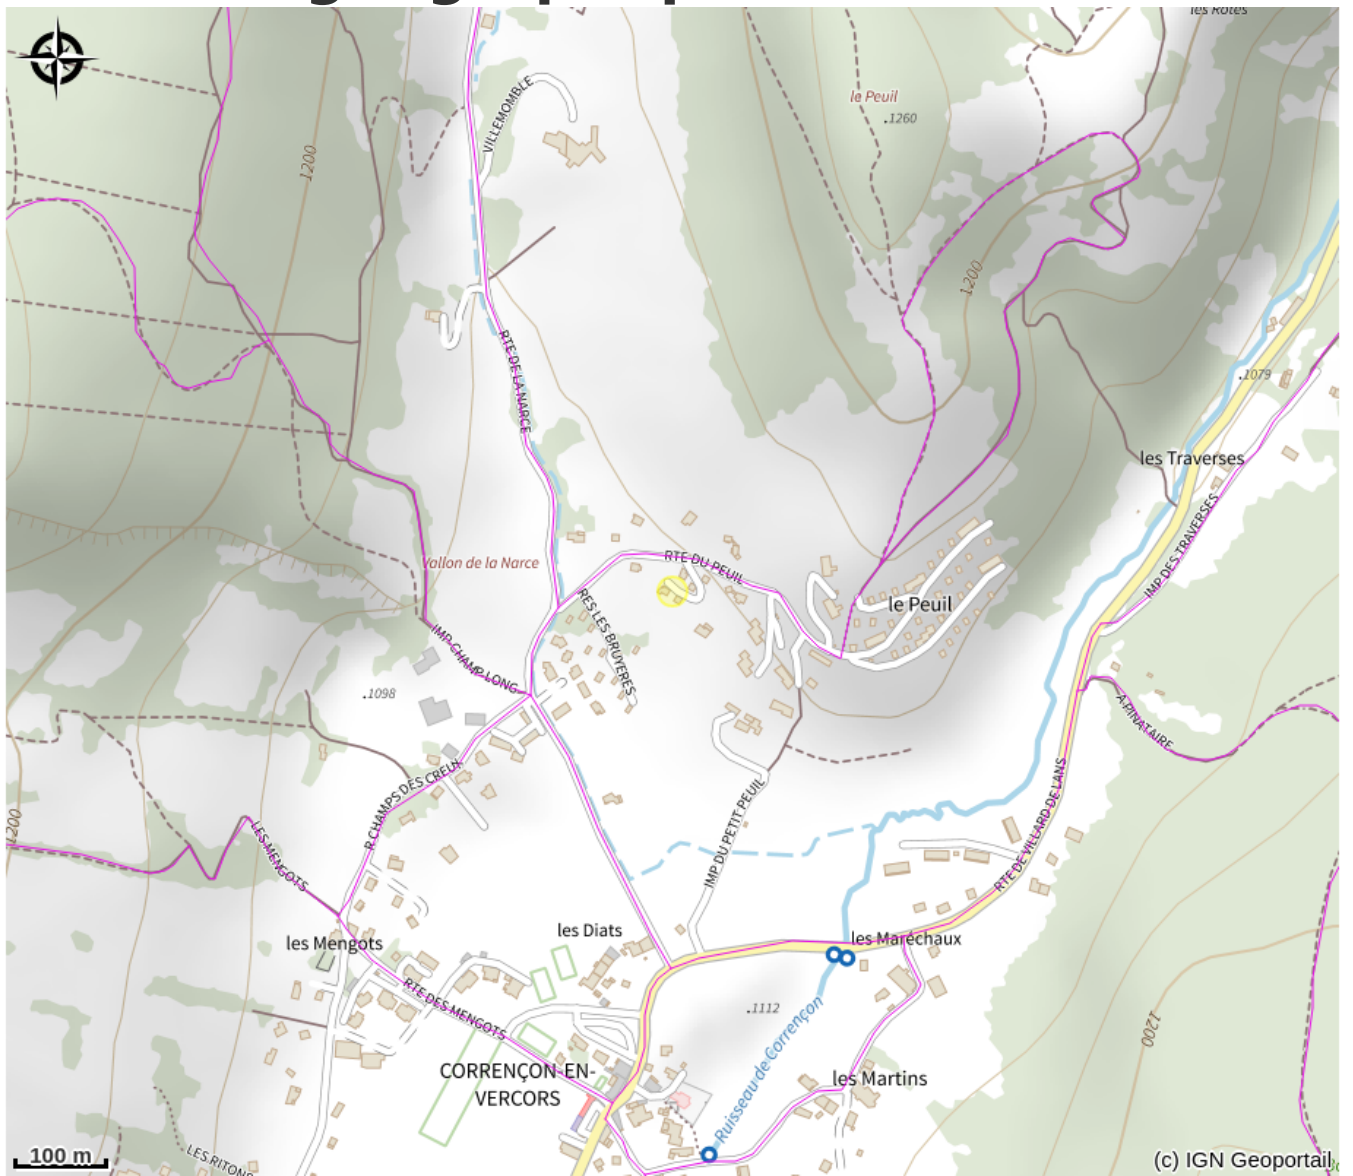 les Rotes
le Peuil
.1260
VILLEMOMBLE
1200
1200
RTE DE LA NARCE
.1079
les Traverses
IMP DES TRAVERSES
Vallon de la Narce
RTE DU PEUIL
le Peuil
RES LES BRUYERES
IMP CHAMP LONG
.1098
A PINATAIRE
R CHAMPS DES CREUX
1200
LES MENGOTS
IMP DU PETIT PEUIL
RTE DE VILLARD DE LANS
les Diats
les Maréchaux
les Mengots
RTE DES MENGOTS
.1112
Ruisseau de Corrençon
1200
CORRENÇON-EN-
VERCORS
les Martins
LES RITONS
100 m
(c) IGN Geoportail